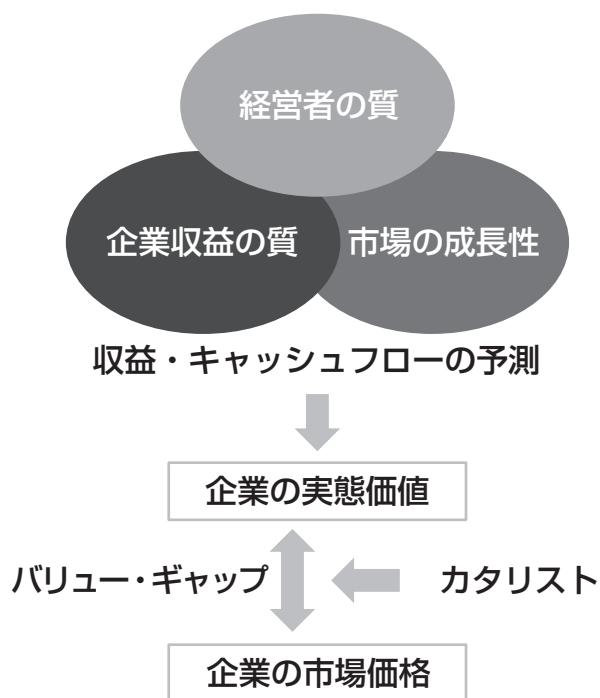 経営者の質
企業収益の質
市場の成長性
収益・キャッシュフローの予測
企業の実態価値
バリュー・ギャップ
カタリスト
企業の市場価格